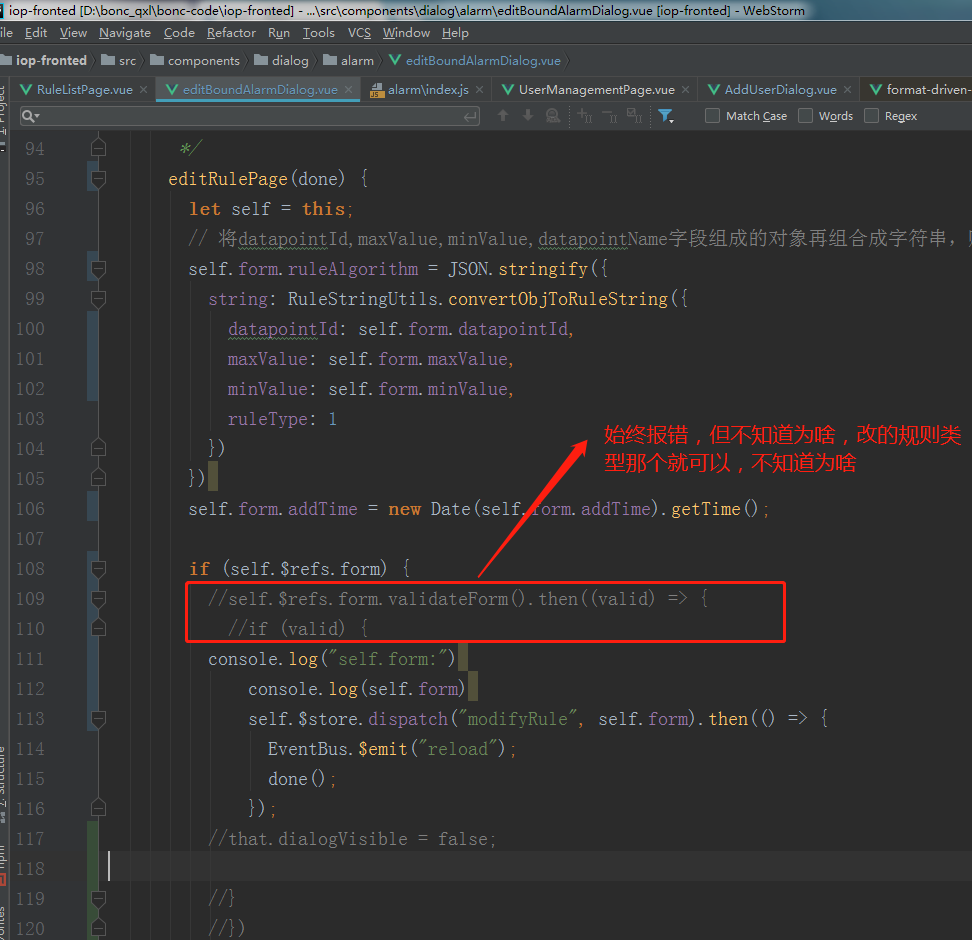 iop-fronted [D:\bonc_qxl\bonc-code\iop-fronted] - ...\src\components\dialog\alarm\editBoundAlarmDialog.vue [iop-fronted] - WebStorm
ile Edit View Navigate Code Refactor Run Tools VCS Window Help
iop-fronted src components dialog alarm editBoundAlarmDialog.vue
RuleListPage.vue editBoundAlarmDialog.vue alarm\index.js UserManagementPage.vue AddUserDialog.vue format-driven-
Match Case Words Regex
94 */
95 editRulePage(done) {
96 let self = this;
97 // 将datapointId,maxValue,minValue,datapointName字段组成的对象再组合成字符串，
98 self.form.ruleAlgorithm = JSON.stringify({
99 string: RuleStringUtils.convertObjToRuleString({
100 datapointId: self.form.datapointId,
101 maxValue: self.form.maxValue,
102 minValue: self.form.minValue,
103 ruleType: 1
104 })
105 })
106 self.form.addTime = new Date(self.form.addTime).getTime();
107
108 if (self.$refs.form) {
109 //self.$refs.form.validateForm().then((valid) => {
110 //if (valid) {
111 console.log("self.form:")
112 console.log(self.form)
113 self.$store.dispatch("modifyRule", self.form).then(() => {
114 EventBus.$emit("reload");
115 done();
116 });
117 //that.dialogVisible = false;
118
119 //}
120 //})
始终报错，但不知道为啥，改的规则类
型那个就可以，不知道为啥